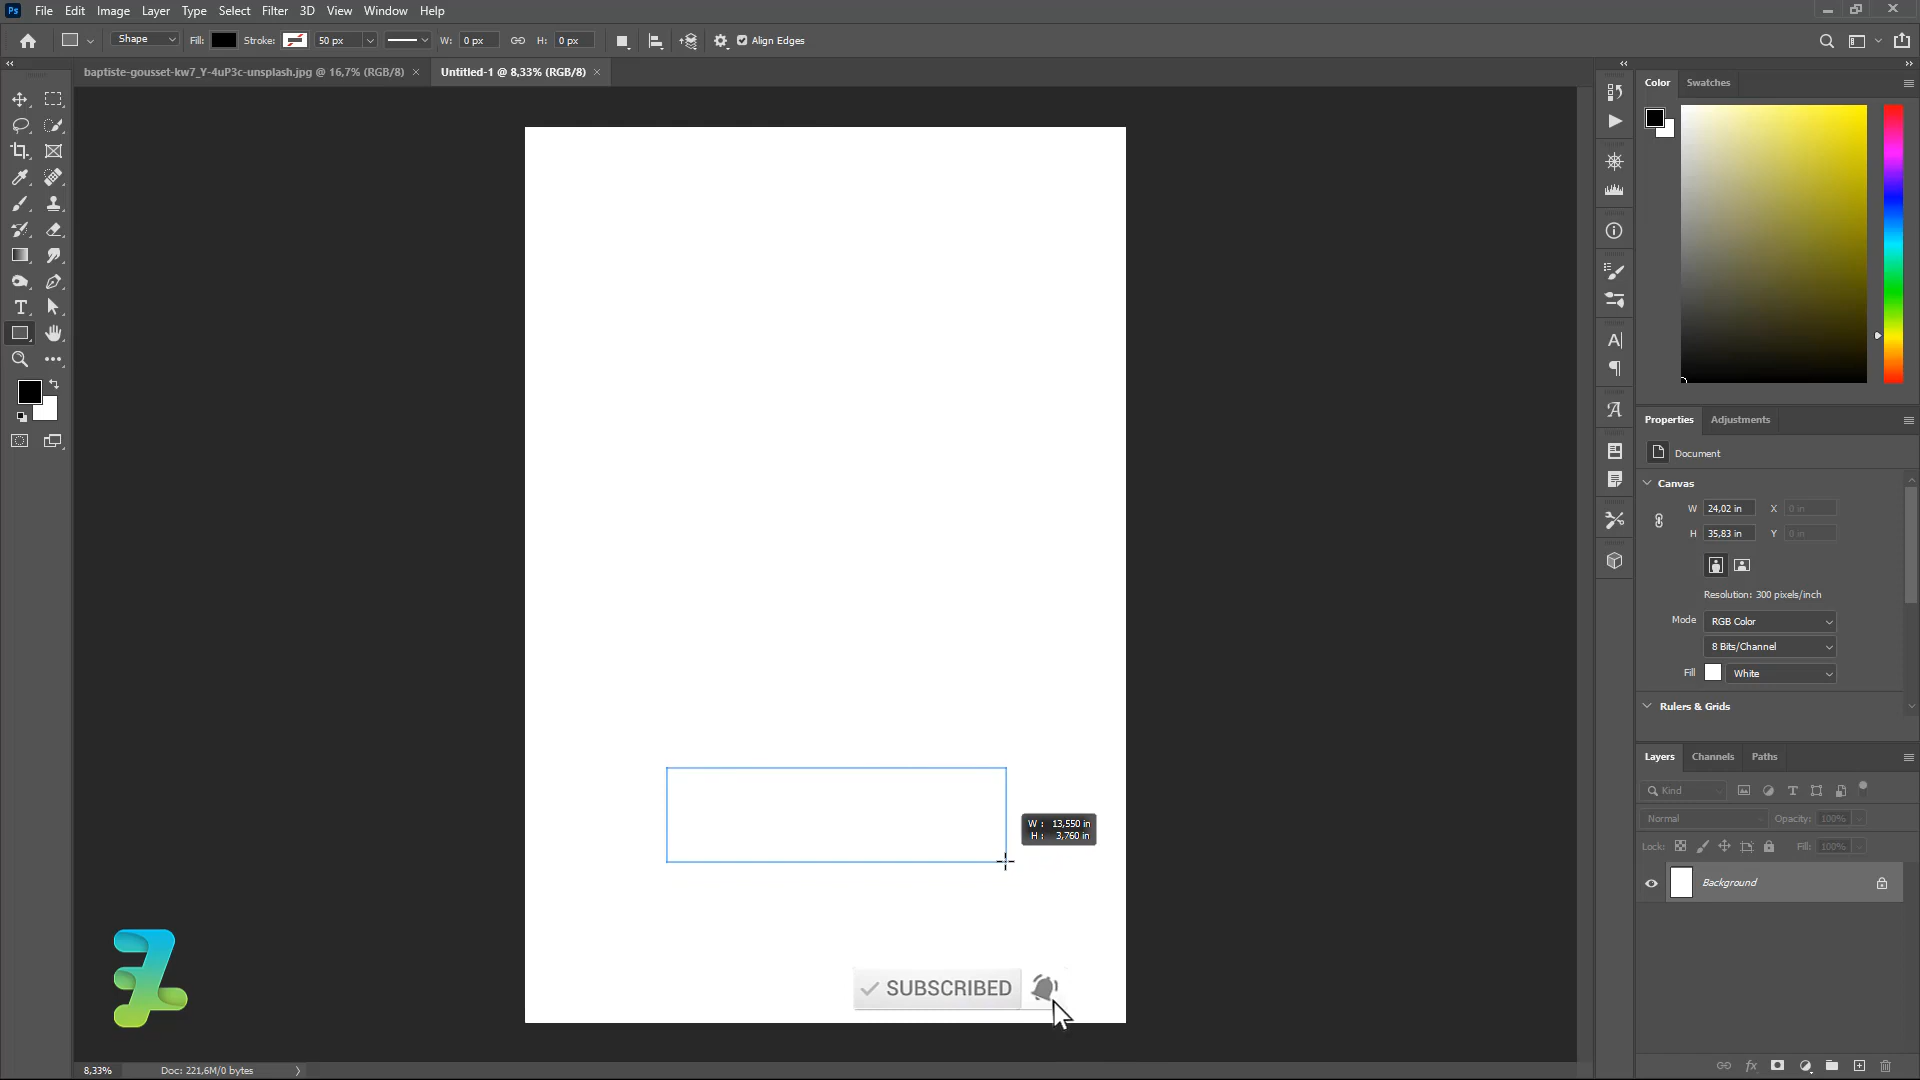 Ps File Edit Image Layer Type Select Filter 3D View Window Help
Shape Fill: Stroke: 50 px W: 0 px H: 0 px Align Edges
baptiste-gousset-kw7_Y-4uP3c-unsplash.jpg @ 16,7% (RGB/8) Untitled-1 @ 8,33% (RGB/8)
Color Swatches
Properties Adjustments
Document
Canvas
W 24,02 in X 0 in
H 35,83 in Y 0 in
Resolution: 300 pixels/inch
Mode RGB Color
8 Bits/Channel
Fill White
Rulers & Grids
Layers Channels Paths
Kind
Normal Opacity: 100%
Lock: Fill: 100%
Background
W : 13,550 in
H : 3,760 in
SUBSCRIBED
8,33% Doc: 221,6M/0 bytes